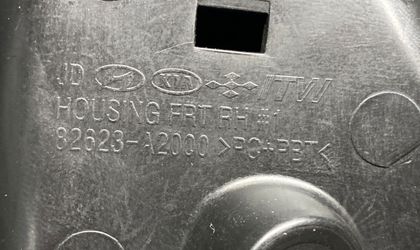 JD KIA ITW
HOUSING FRT RH #1
82623-A2000 >PC+PBT<